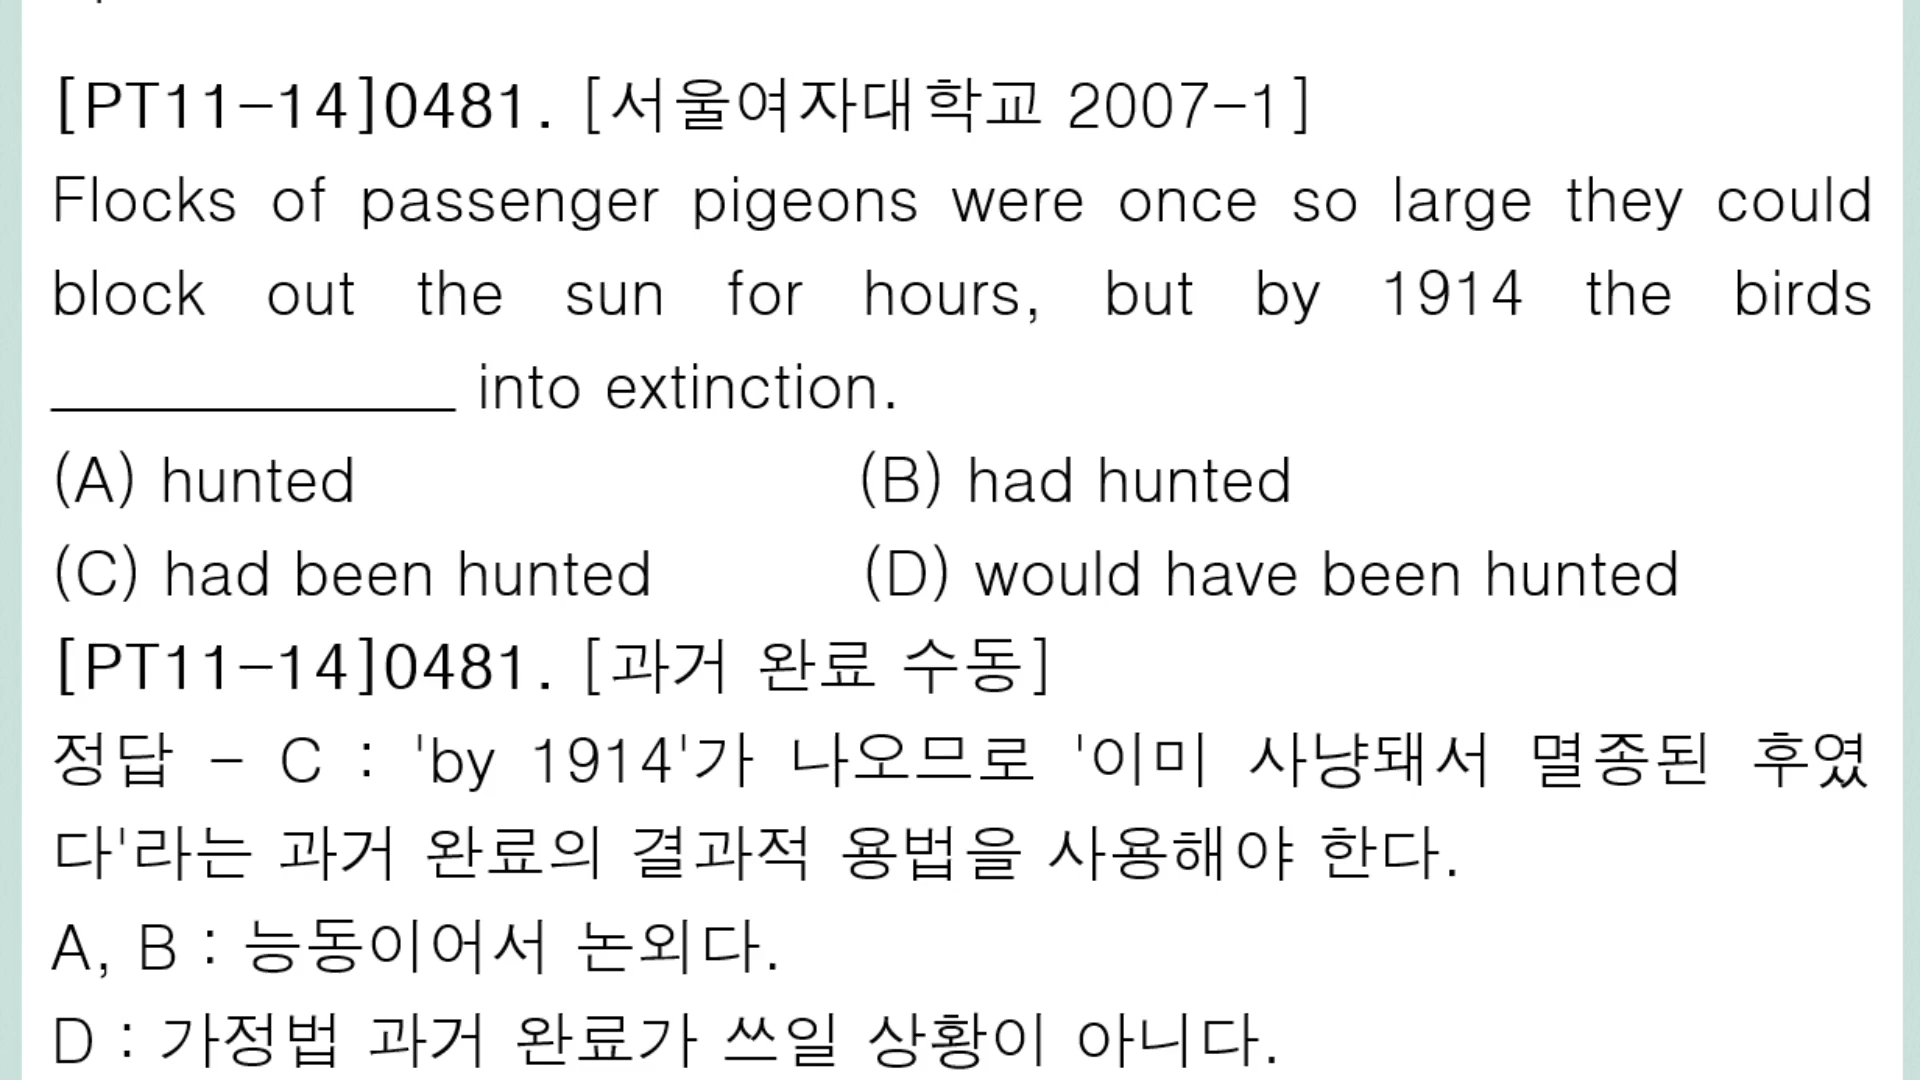 [PT11-14]0481. [서울여자대학교 2007-1]
Flocks of passenger pigeons were once so large they could
block out the sun for hours, but by 1914 the birds
____________ into extinction.
(A) hunted (B) had hunted
(C) had been hunted (D) would have been hunted
[PT11-14]0481. [과거 완료 수동]
정답 - C : 'by 1914'가 나오므로 '이미 사냥돼서 멸종된 후였
다'라는 과거 완료의 결과적 용법을 사용해야 한다.
A, B : 능동이어서 논외다.
D : 가정법 과거 완료가 쓰일 상황이 아니다.